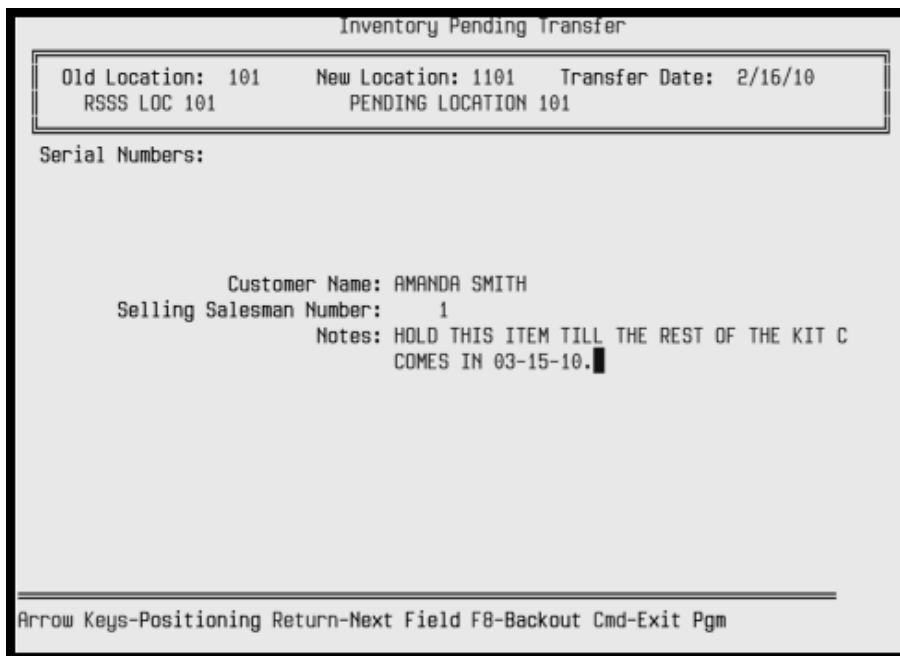 Inventory Pending Transfer
Old Location: 101 New Location: 1101 Transfer Date: 2/16/10
RSSS LOC 101 PENDING LOCATION 101
Serial Numbers:
Customer Name: AMANDA SMITH
Selling Salesman Number: 1
Notes: HOLD THIS ITEM TILL THE REST OF THE KIT C
COMES IN 03-15-10.
Arrow Keys-Positioning Return-Next Field F8-Backout Cmd-Exit Pgm